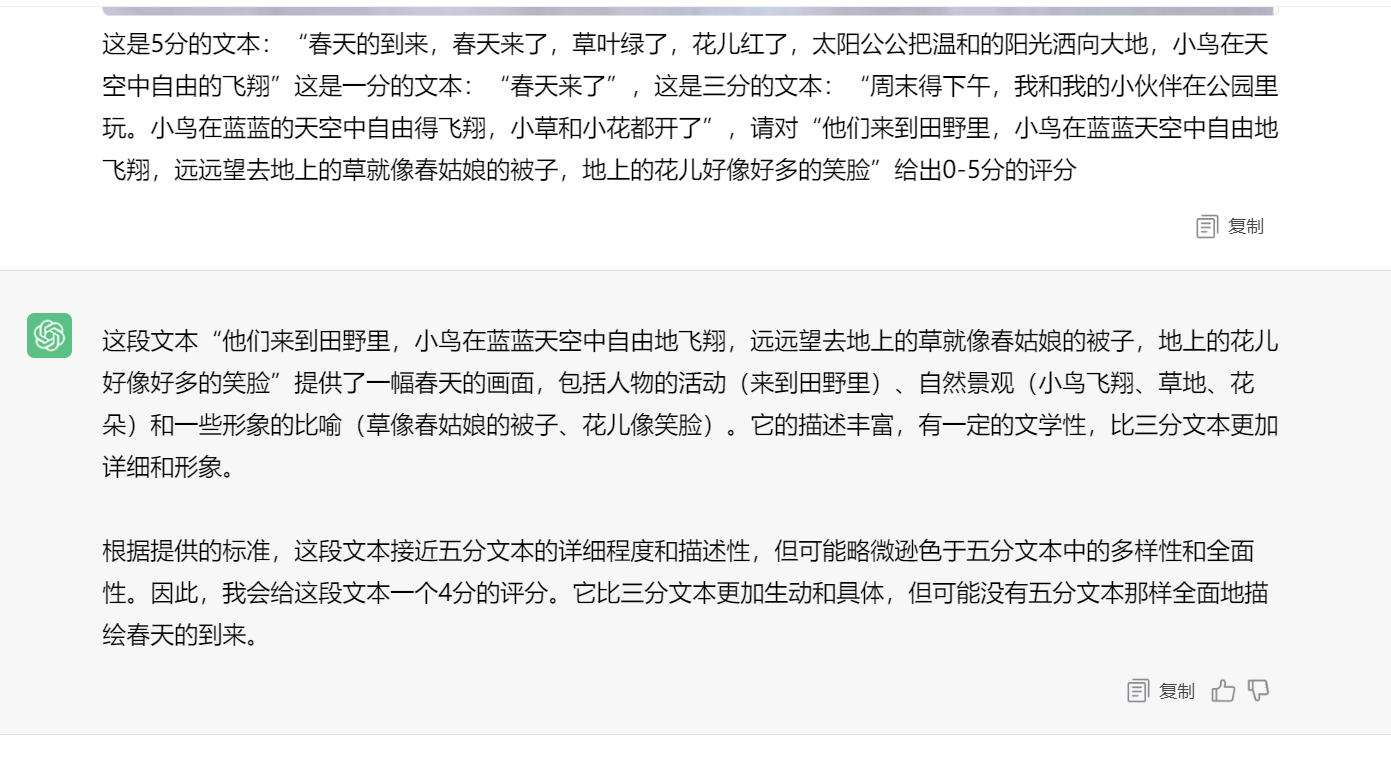 这是5分的文本：“春天的到来，春天来了，草叶绿了，花儿红了，太阳公公把温和的阳光洒向大地，小鸟在天
空中自由的飞翔”这是一分的文本：“春天来了”，这是三分的文本：“周末得下午，我和我的小伙伴在公园里
玩。小鸟在蓝蓝的天空中自由得飞翔，小草和小花都开了”，请对“他们来到田野里，小鸟在蓝蓝天空中自由地
飞翔，远远望去地上的草就像春姑娘的被子，地上的花儿好像好多的笑脸”给出0-5分的评分
复制
这段文本“他们来到田野里，小鸟在蓝蓝天空中自由地飞翔，远远望去地上的草就像春姑娘的被子，地上的花儿
好像好多的笑脸”提供了一幅春天的画面，包括人物的活动（来到田野里）、自然景观（小鸟飞翔、草地、花
朵）和一些形象的比喻（草像春姑娘的被子、花儿像笑脸）。它的描述丰富，有一定的文学性，比三分文本更加
详细和形象。
根据提供的标准，这段文本接近五分文本的详细程度和描述性，但可能略微逊色于五分文本中的多样性和全面
性。因此，我会给这段文本一个4分的评分。它比三分文本更加生动和具体，但可能没有五分文本那样全面地描
绘春天的到来。
复制